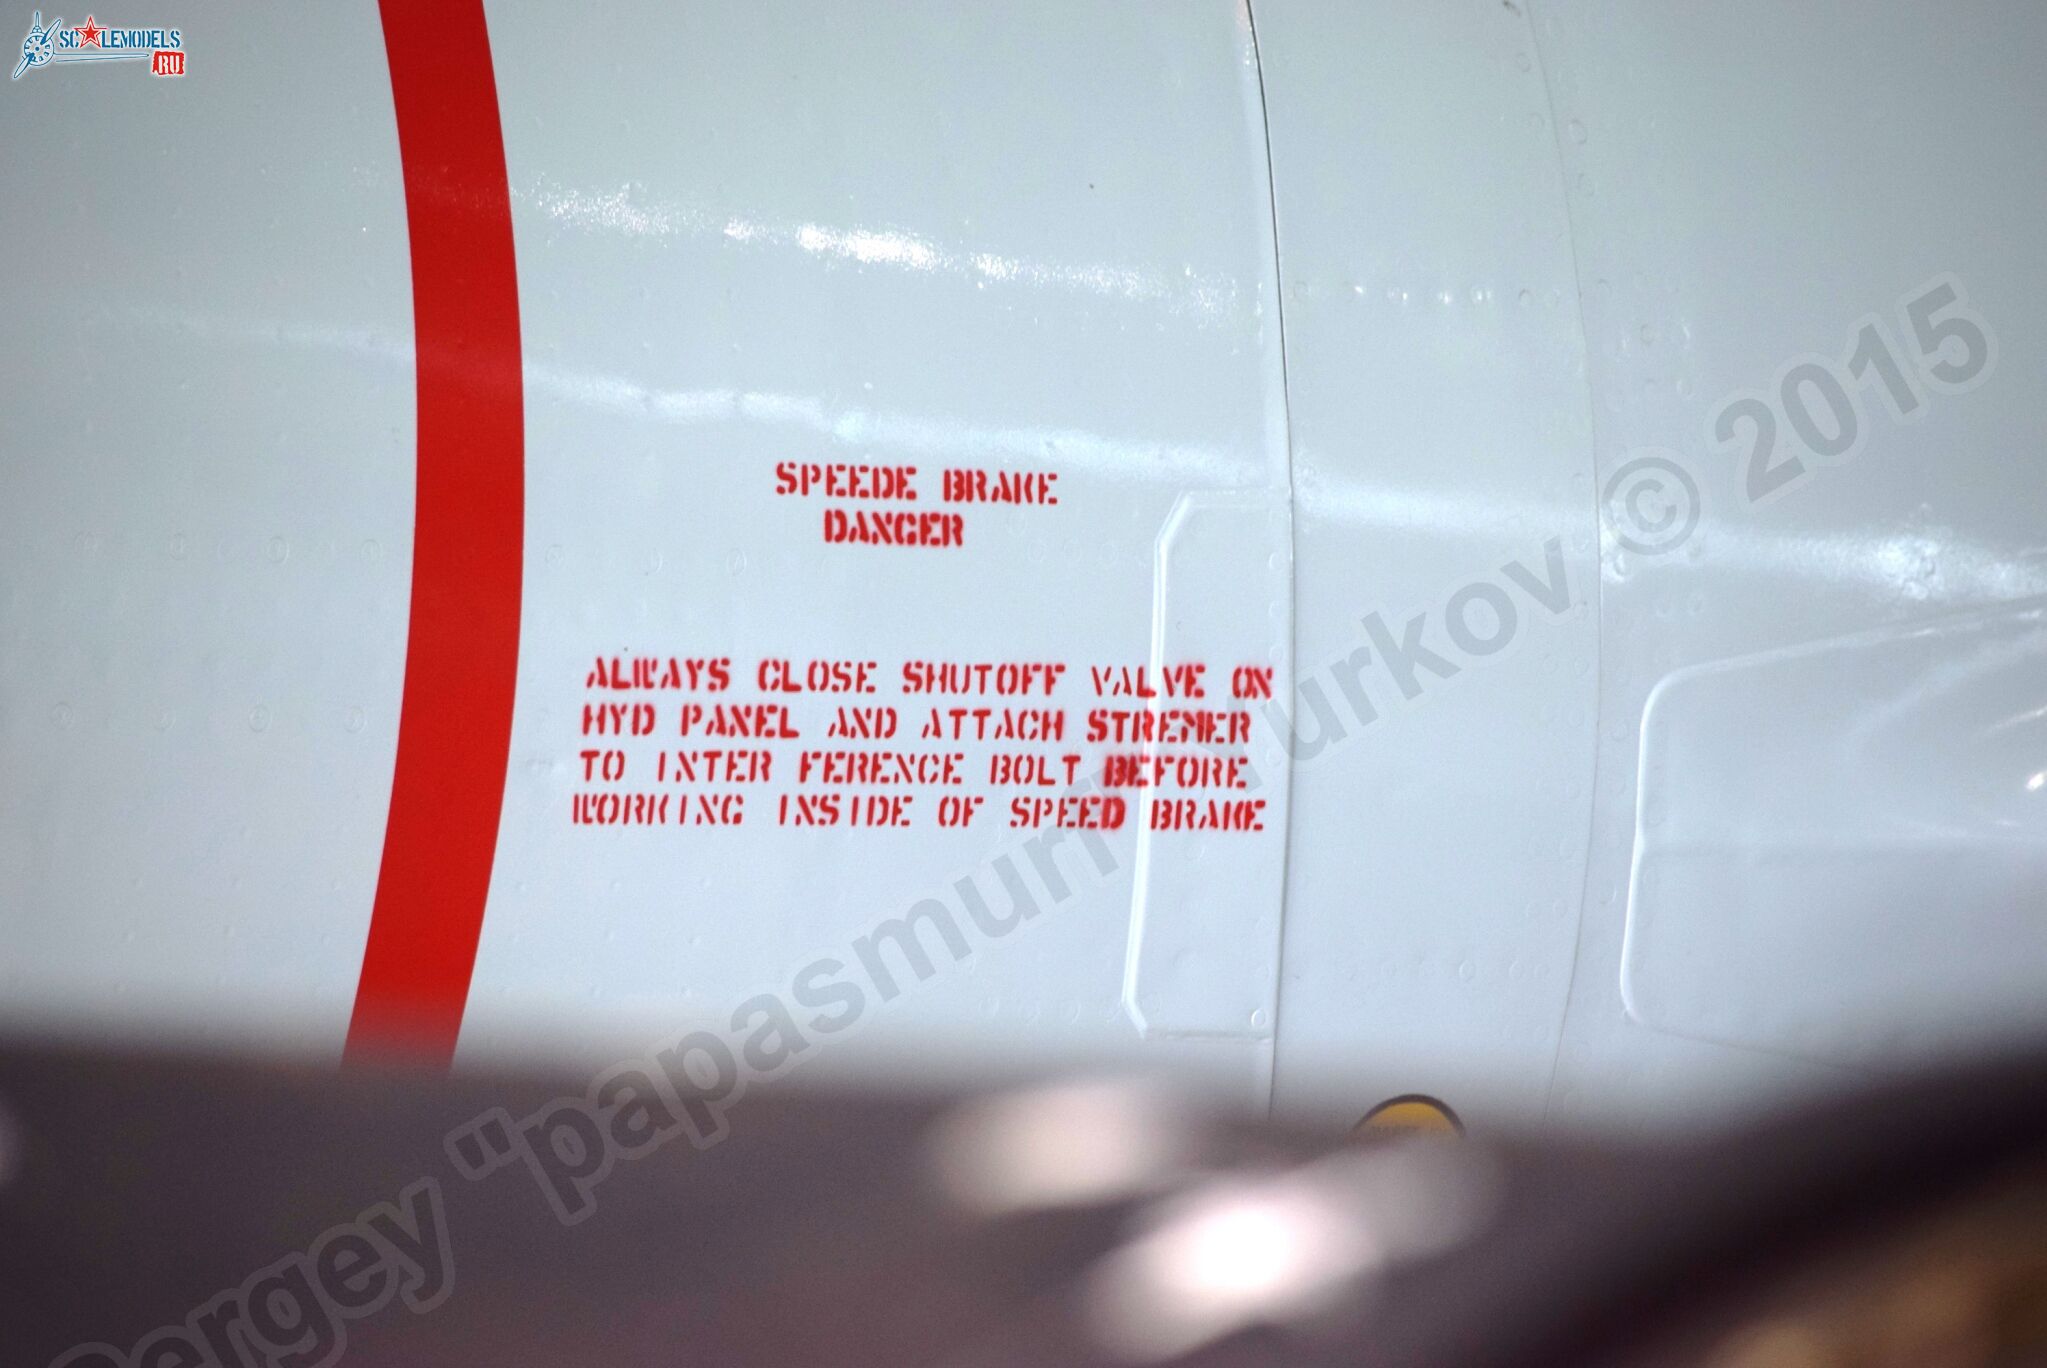 SCALEMODELS
RU
SPEEDE BRAKE
DANGER
ALWAYS CLOSE SHUTOFF VALVE ON
HYD PANEL AND ATTACH STREMER
TO INTER FERENCE BOLT BEFORE
WORKING INSIDE OF SPEED BRAKE
Sergey "papasmurf" Yurkov © 2015